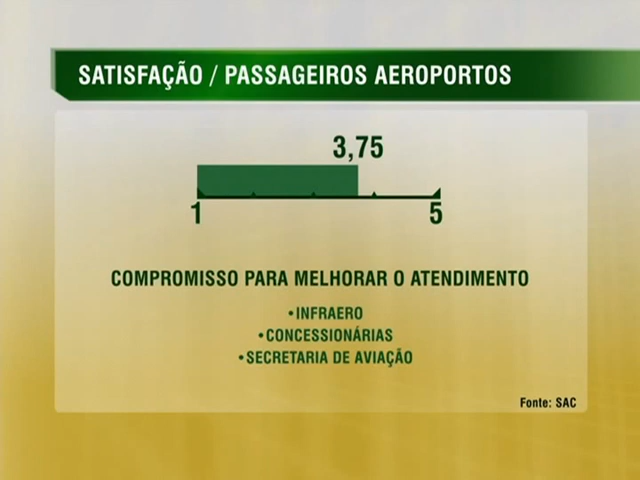 SATISFAÇÃO / PASSAGEIROS AEROPORTOS
3,75
1 5
COMPROMISSO PARA MELHORAR O ATENDIMENTO
•INFRAERO
•CONCESSIONÁRIAS
•SECRETARIA DE AVIAÇÃO
Fonte: SAC